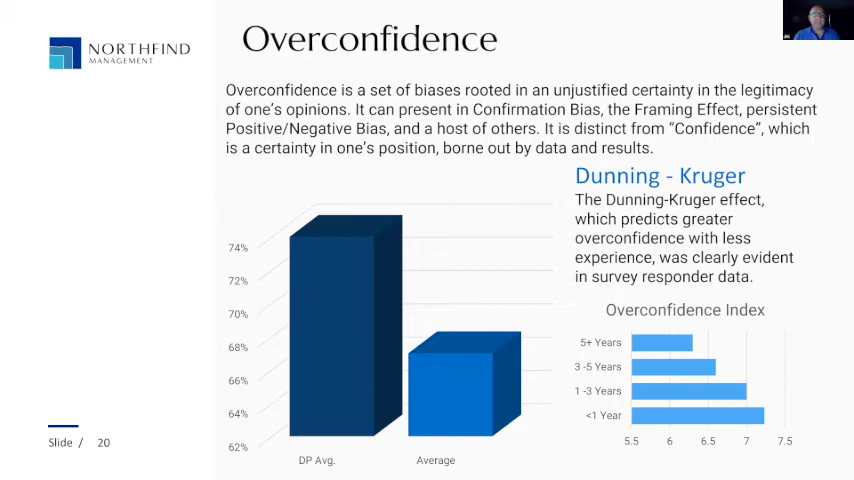 NORTHFIND
MANAGEMENT
Overconfidence
Overconfidence is a set of biases rooted in an unjustified certainty in the legitimacy
of one's opinions. It can present in Confirmation Bias, the Framing Effect, persistent
Positive/Negative Bias, and a host of others. It is distinct from “Confidence”, which
is a certainty in one's position, borne out by data and results.
Dunning - Kruger
The Dunning-Kruger effect,
which predicts greater
overconfidence with less
experience, was clearly evident
in survey responder data.
74%
72%
70%
68%
66%
64%
62%
DP Avg.
Average
Overconfidence Index
5+ Years
3 -5 Years
1 -3 Years
<1 Year
5.5 6 6.5 7 7.5
Slide / 20